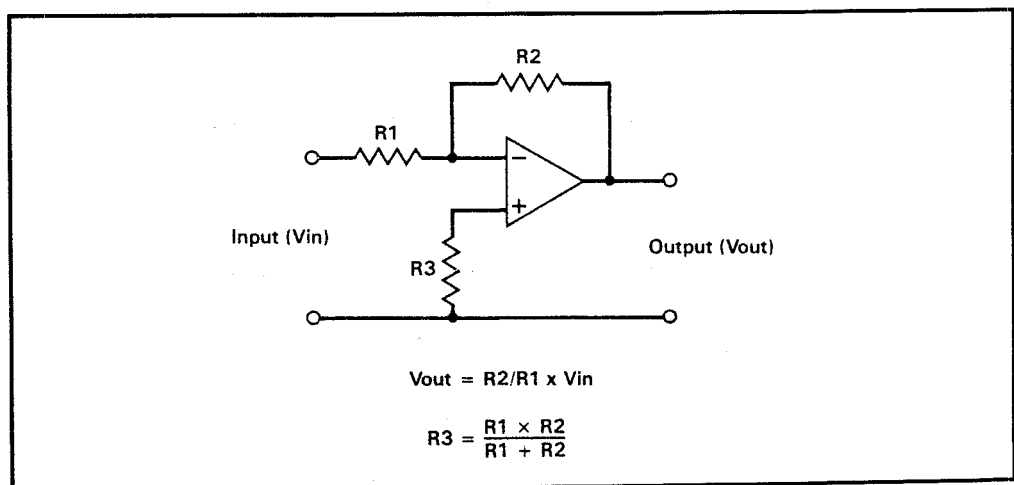 R2
R1
−
+
Input (Vin)
Output (Vout)
R3
Vout = R2/R1 x Vin
R3 = R1 × R2
R1 + R2